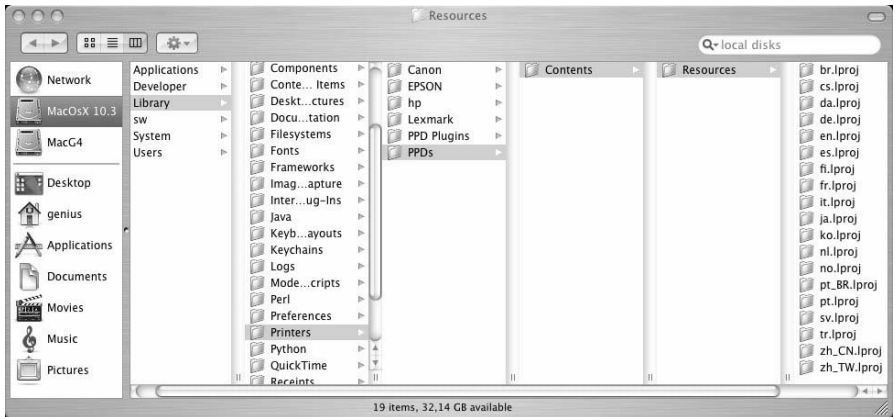 Resources
local disks
Network
MacOsX 10.3
MacG4
Desktop
genius
Applications
Documents
Movies
Music
Pictures
Applications
Developer
Library
sw
System
Users
Components
Conte... Items
Deskt...ctures
Docu...tation
Filesystems
Fonts
Frameworks
Imag...apture
Inter...ug-Ins
Java
Keyb...ayouts
Keychains
Logs
Mode...cripts
Perl
Preferences
Printers
Python
QuickTime
Receipts
Canon
EPSON
hp
Lexmark
PPD Plugins
PPDs
Contents
Resources
br.lproj
cs.lproj
da.lproj
de.lproj
en.lproj
es.lproj
fi.lproj
fr.lproj
it.lproj
ja.lproj
ko.lproj
nl.lproj
no.lproj
pt_BR.lproj
pt.lproj
sv.lproj
tr.lproj
zh_CN.lproj
zh_TW.lproj
19 items, 32,14 GB available